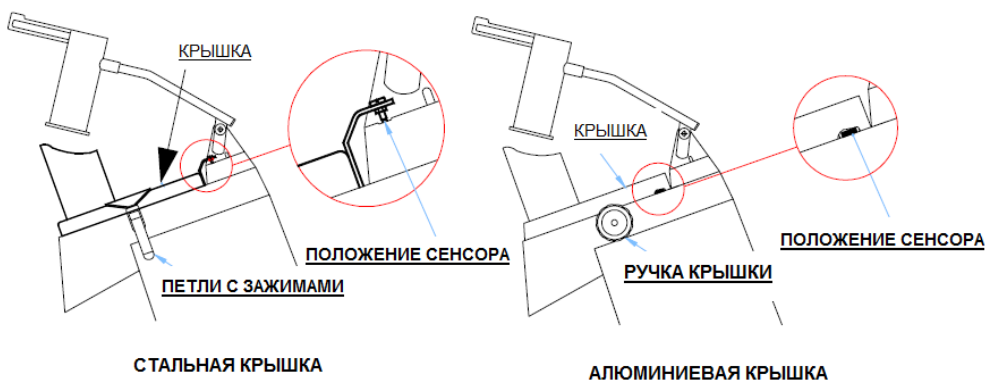 КРЫШКА
ПОЛОЖЕНИЕ СЕНСОРА
ПЕТЛИ С ЗАЖИМАМИ
СТАЛЬНАЯ КРЫШКА
КРЫШКА
ПОЛОЖЕНИЕ СЕНСОРА
РУЧКА КРЫШКИ
АЛЮМИНИЕВАЯ КРЫШКА